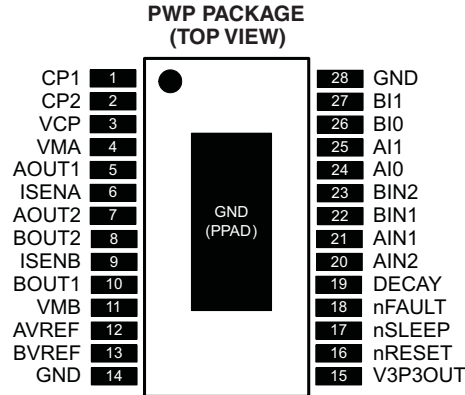 PWP PACKAGE
(TOP VIEW)
CP1 1 28 GND
CP2 2 27 BI1
VCP 3 26 BI0
VMA 4 25 AI1
AOUT1 5 24 AI0
ISENA 6 23 BIN2
AOUT2 7 GND 22 BIN1
BOUT2 8 (PPAD) 21 AIN1
ISENB 9 20 AIN2
BOUT1 10 19 DECAY
VMB 11 18 nFAULT
AVREF 12 17 nSLEEP
BVREF 13 16 nRESET
GND 14 15 V3P3OUT